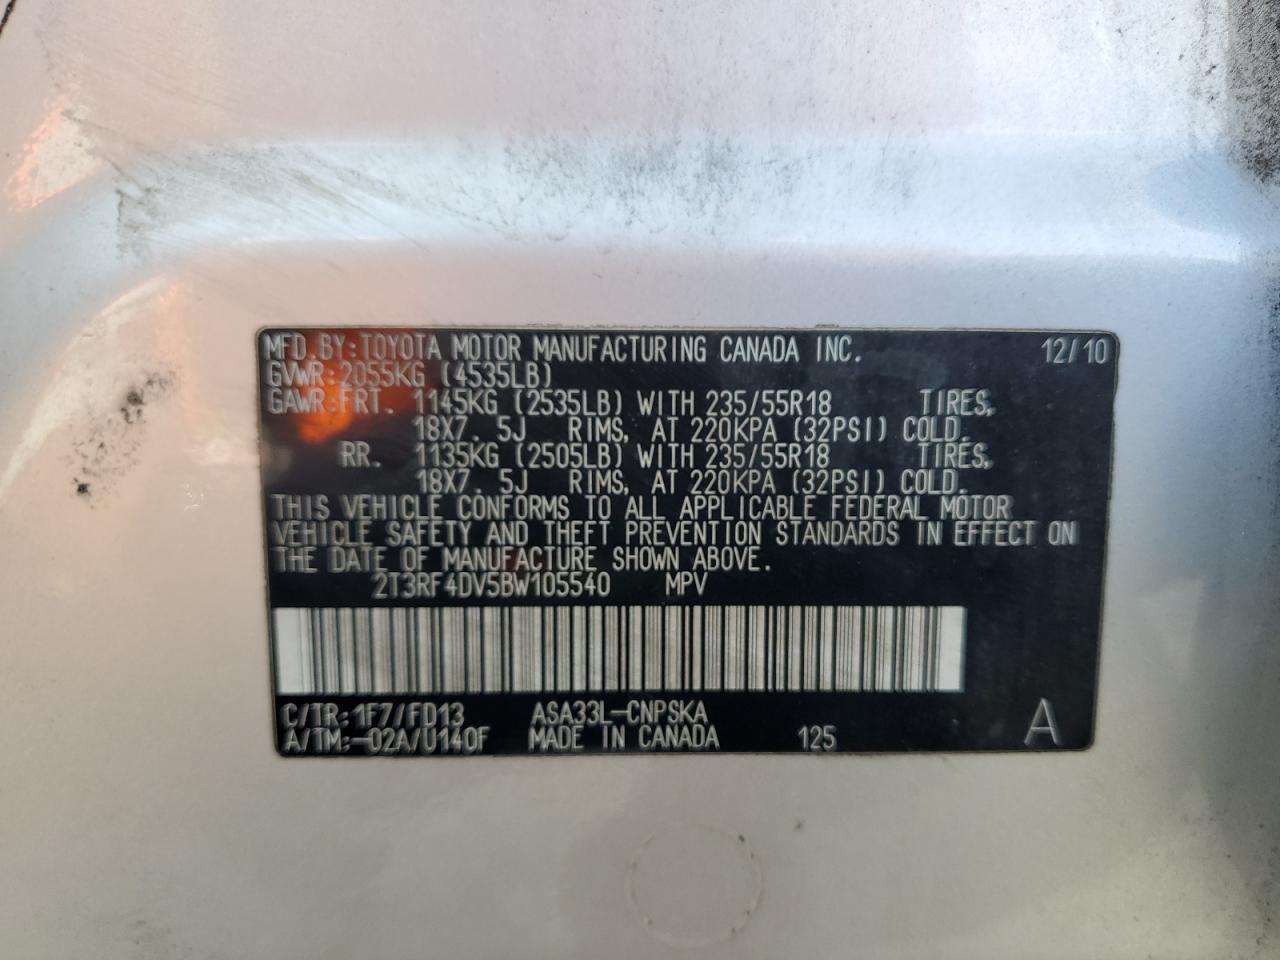 MFD.BY:TOYOTA MOTOR MANUFACTURING CANADA INC. 12/10
GVWR:2055KG (4535LB)
GAWR:FRT. 1145KG (2535LB) WITH 235/55R18 TIRES,
18X7. 5J RIMS, AT 220KPA (32PSI) COLD.
RR. 1135KG (2505LB) WITH 235/55R18 TIRES,
18X7. 5J RIMS, AT 220KPA (32PSI) COLD.
THIS VEHICLE CONFORMS TO ALL APPLICABLE FEDERAL MOTOR
VEHICLE SAFETY AND THEFT PREVENTION STANDARDS IN EFFECT ON
THE DATE OF MANUFACTURE SHOWN ABOVE.
2T3RF4DV5BW105540 MPV
C/TR:1F7/FD13 ASA33L-CNPSKA
A/TM:-02A/U140F MADE IN CANADA 125 A